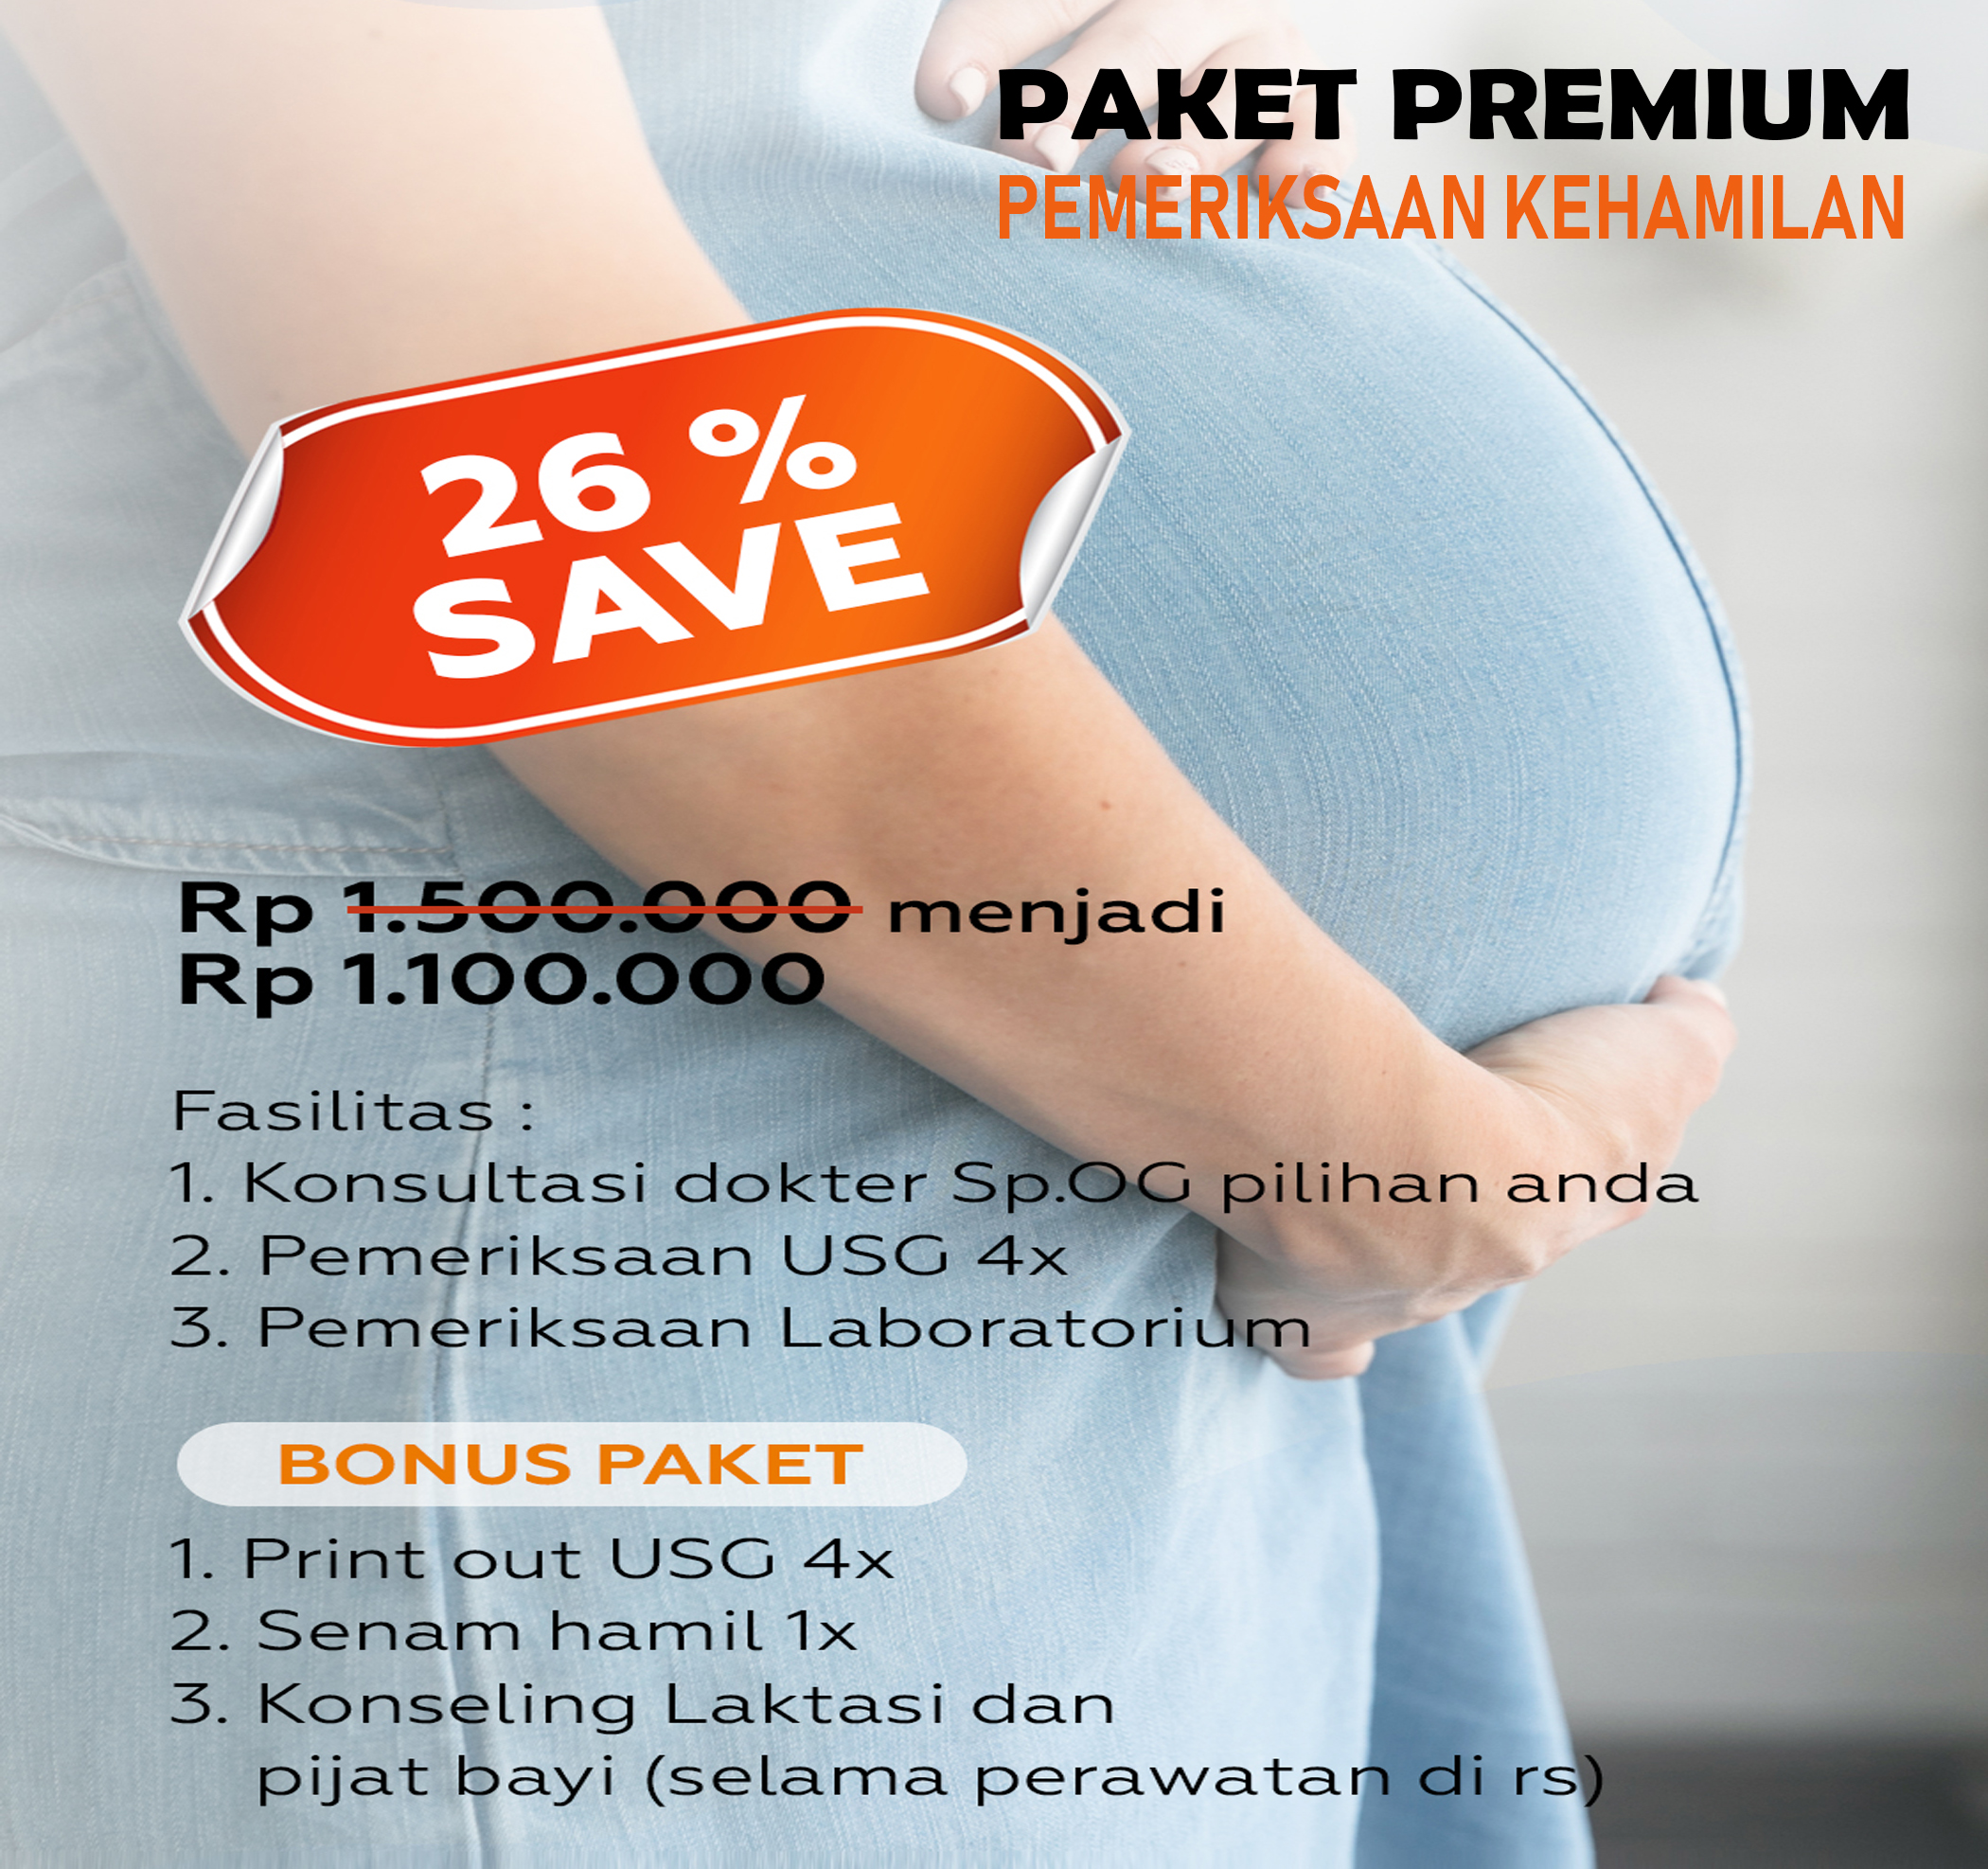 PAKET PREMIUM
PEMERIKSAAN KEHAMILAN
26 %
SAVE
Rp 1.500.000 menjadi
Rp 1.100.000
Fasilitas :
1. Konsultasi dokter Sp.OG pilihan anda
2. Pemeriksaan USG 4x
3. Pemeriksaan Laboratorium
BONUS PAKET
1. Print out USG 4x
2. Senam hamil 1x
3. Konseling Laktasi dan
pijat bayi (selama perawatan di rs)